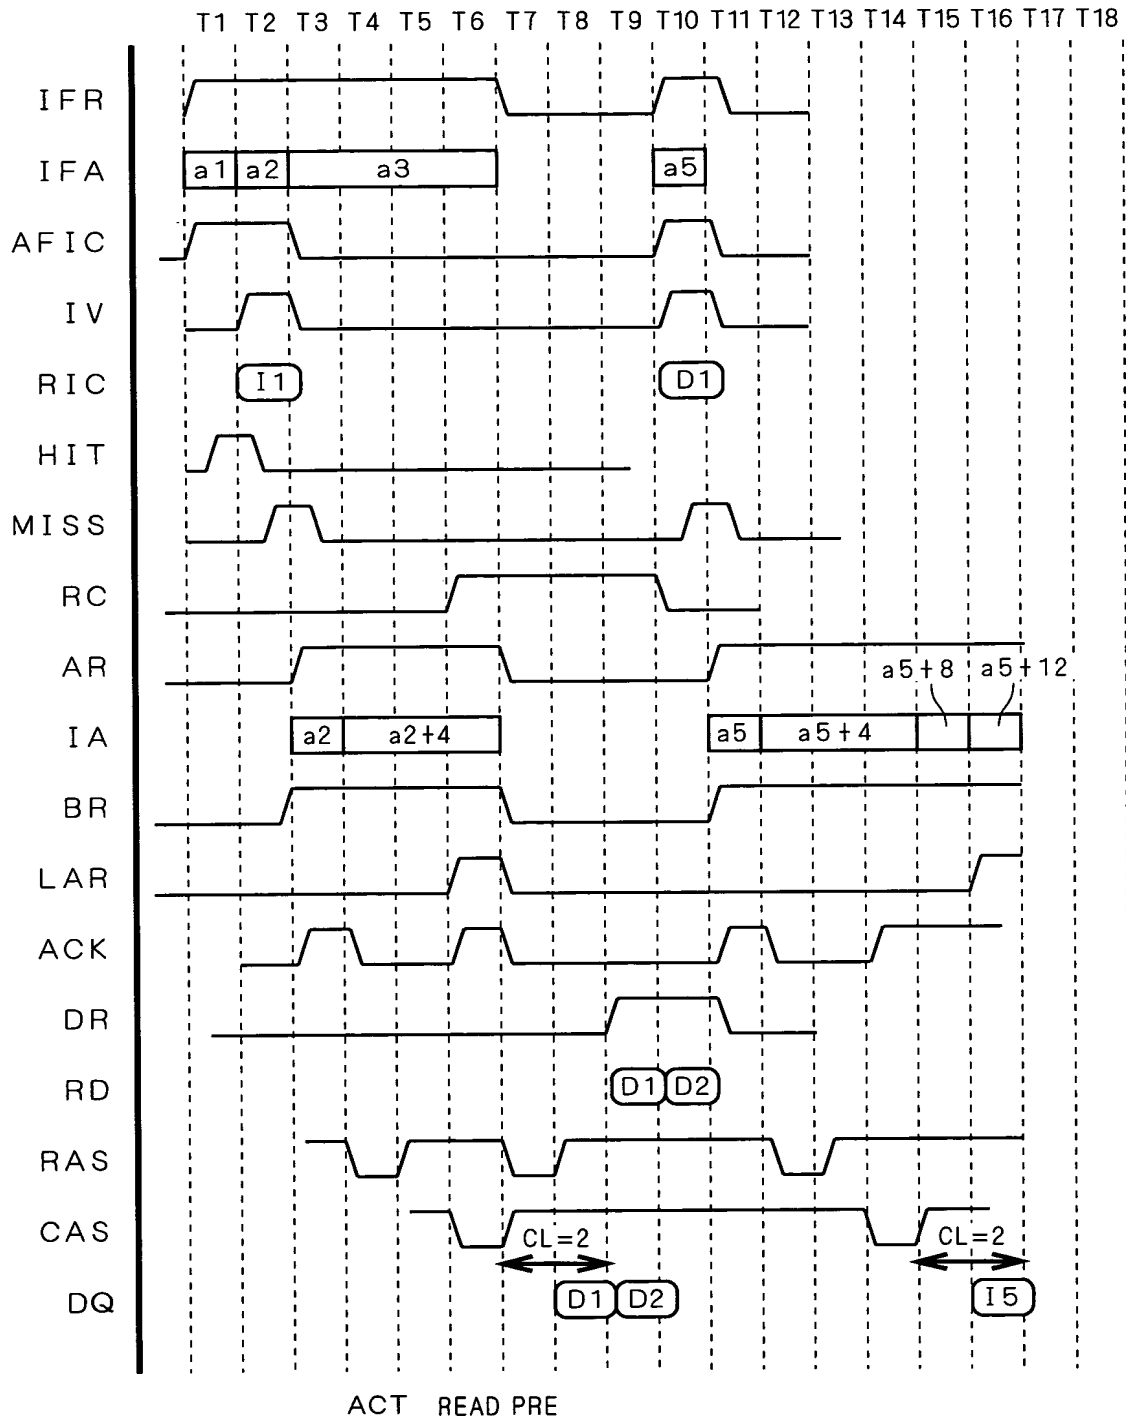 T1 T2 T3 T4 T5 T6 T7 T8 T9 T10 T11 T12 T13 T14 T15 T16 T17 T18
IFR
IFA a1 a2 a3 a5
AFIC
IV
RIC I1 D1
HIT
MISS
RC
AR a5+8 a5+12
IA a2 a2+4 a5 a5+4
BR
LAR
ACK
DR
RD D1 D2
RAS
CAS CL=2 CL=2
DQ D1 D2 I5
ACT READ PRE